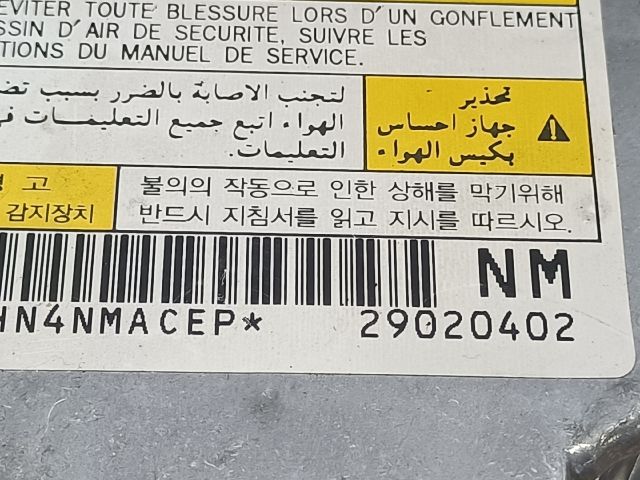 EVITER TOUTE BLESSURE LORS D'UN GONFLEMENT
SSIN D'AIR DE SECURITE, SUIVRE LES
TIONS DU MANUEL DE SERVICE.
تحذير
جهاز احساس
بكيس الهواء
لتجنب الاصابة بالضرر بسبب تض
الهواء اتبع جميع التعليمات في
التعليمات.
고
감지장치
불의의 작동으로 인한 상해를 막기위해
반드시 지침서를 읽고 지시를 따르시오.
NM
HN4NMACEP* 29020402